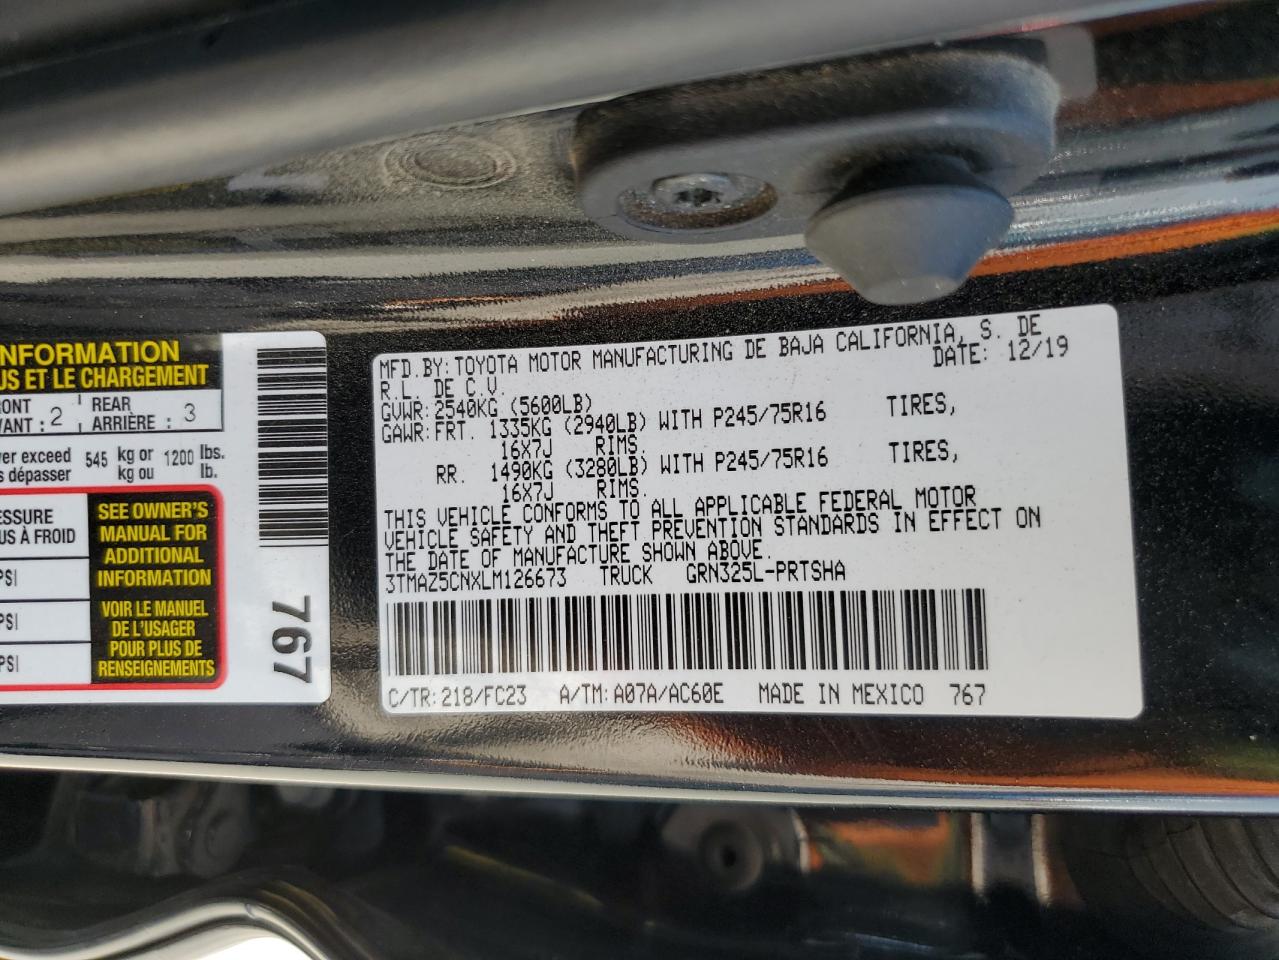 NFORMATION
US ET LE CHARGEMENT
RONT
VANT : 2 REAR
ARRIÈRE : 3
ver exceed
s dépasser 545 kg or
kg ou 1200 lbs.
lb.
ESSURE
US À FROID
PSI
PSI
PSI
SEE OWNER'S
MANUAL FOR
ADDITIONAL
INFORMATION
VOIR LE MANUEL
DE L'USAGER
POUR PLUS DE
RENSEIGNEMENTS
767
MFD. BY: TOYOTA MOTOR MANUFACTURING DE BAJA CALIFORNIA, S. DE
R. L. DE C. V. DATE: 12/19
GVWR: 2540KG (5600LB)
GAWR: FRT. 1335KG (2940LB) WITH P245/75R16 TIRES,
16X7J RIMS.
RR. 1490KG (3280LB) WITH P245/75R16 TIRES,
16X7J RIMS.
THIS VEHICLE CONFORMS TO ALL APPLICABLE FEDERAL MOTOR
VEHICLE SAFETY AND THEFT PREVENTION STANDARDS IN EFFECT ON
THE DATE OF MANUFACTURE SHOWN ABOVE.
3TMAZ5CNXLM126673 TRUCK GRN325L-PRTSHA
C/TR: 218/FC23 A/TM: A07A/AC60E MADE IN MEXICO 767